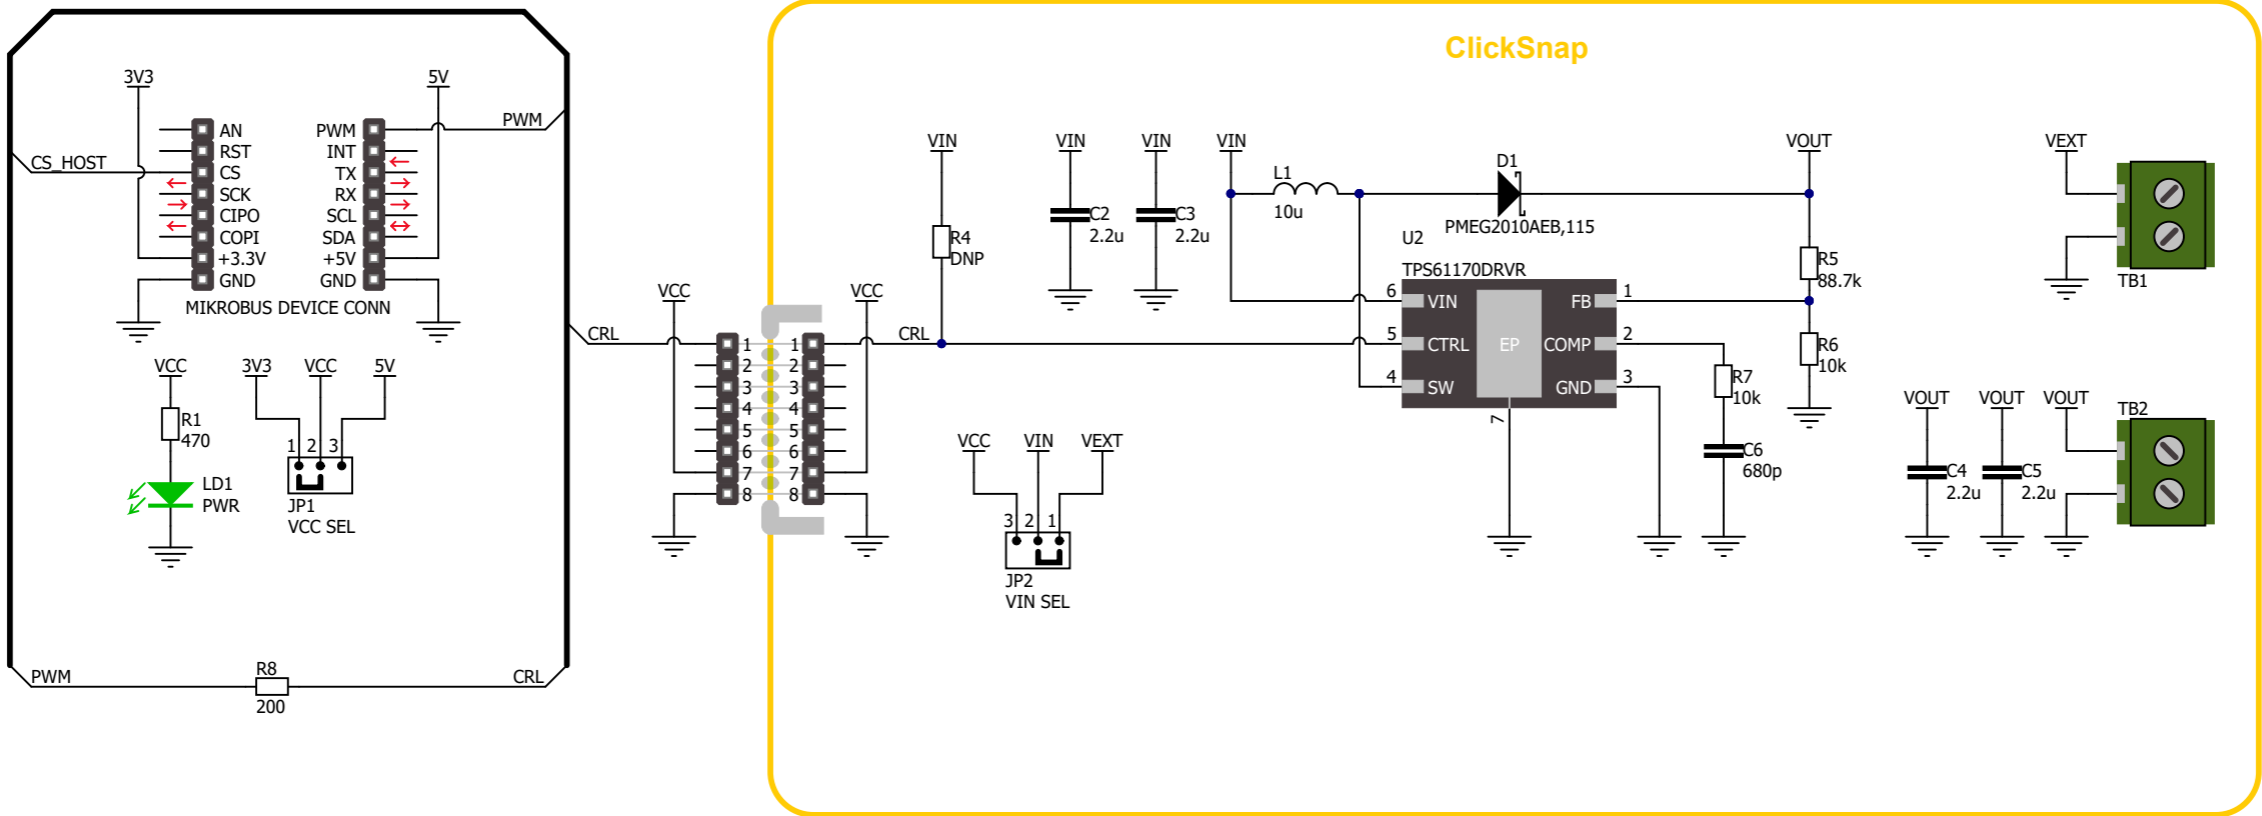 ClickSnap
3V3
5V
PWM
CS_HOST
AN
RST
CS
SCK
CIPO
COPI
+3.3V
GND
PWM
INT
TX
RX
SCL
SDA
+5V
GND
MIKROBUS DEVICE CONN
VCC
R1
470
LD1
PWR
3V3
VCC
5V
1 2 3
JP1
VCC SEL
PWM
R8
200
CRL
CRL
VCC
1
2
3
4
5
6
7
8
1
2
3
4
5
6
7
8
VCC
CRL
VIN
R4
DNP
VIN
C2
2.2u
VIN
C3
2.2u
VIN
L1
10u
D1
PMEG2010AEB,115
VOUT
U2
TPS61170DRVR
6
VIN
5
CTRL
4
SW
EP
7
FB
1
COMP
2
GND
3
R5
88.7k
R6
10k
R7
10k
C6
680p
VCC
VIN
VEXT
3 2 1
JP2
VIN SEL
VEXT
TB1
VOUT
C4
2.2u
VOUT
C5
2.2u
VOUT
TB2